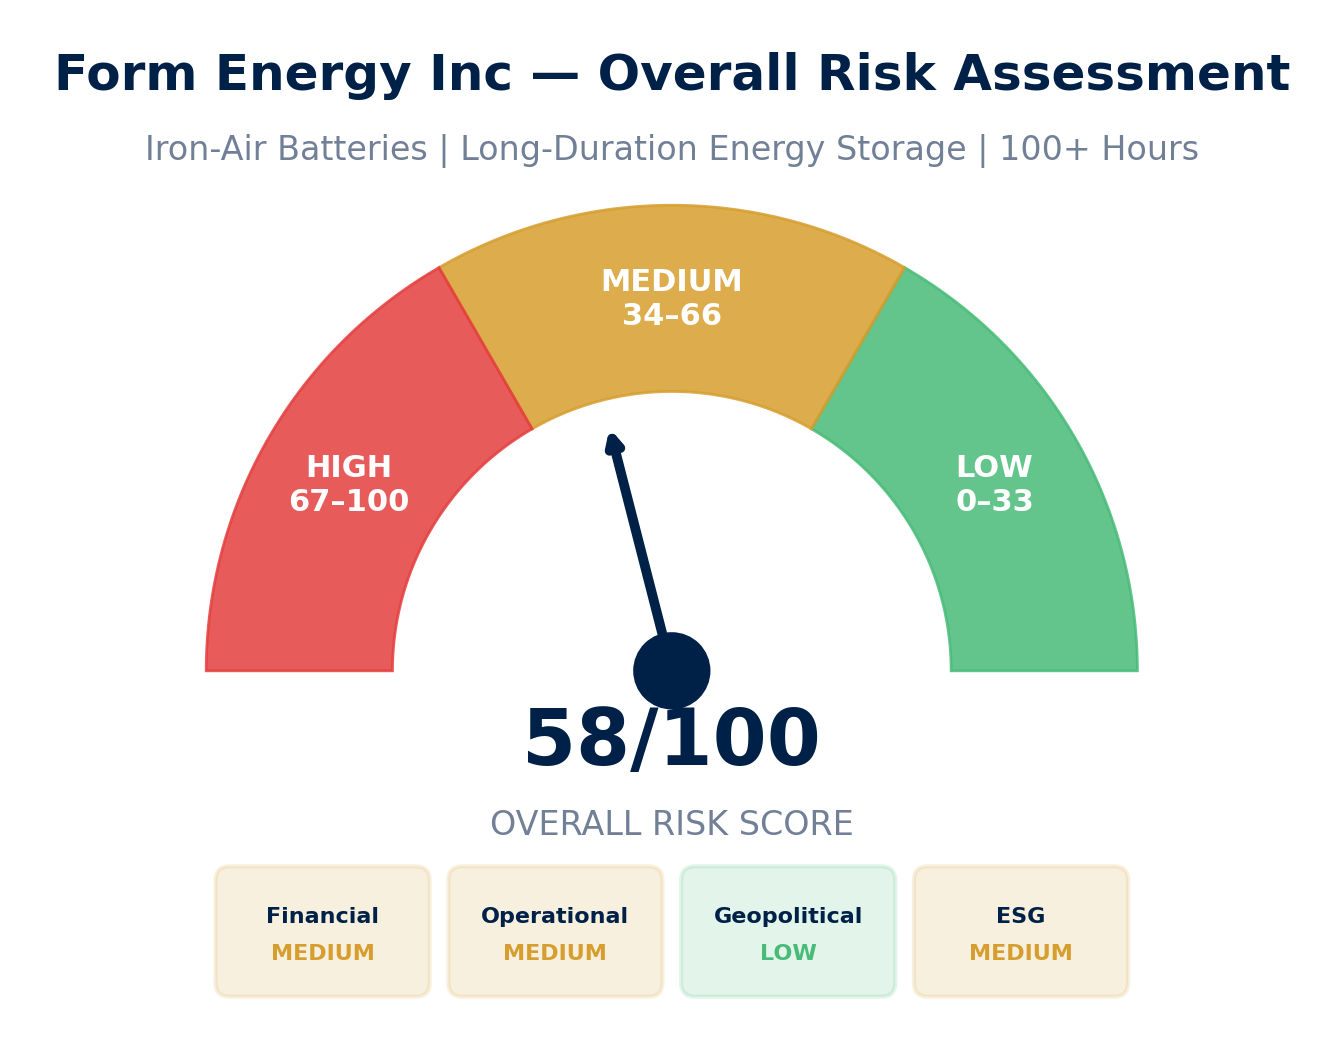 Form Energy Inc — Overall Risk Assessment
Iron-Air Batteries | Long-Duration Energy Storage | 100+ Hours
MEDIUM
34–66
HIGH
67–100
LOW
0–33
58/100
OVERALL RISK SCORE
Financial
MEDIUM
Operational
MEDIUM
Geopolitical
LOW
ESG
MEDIUM